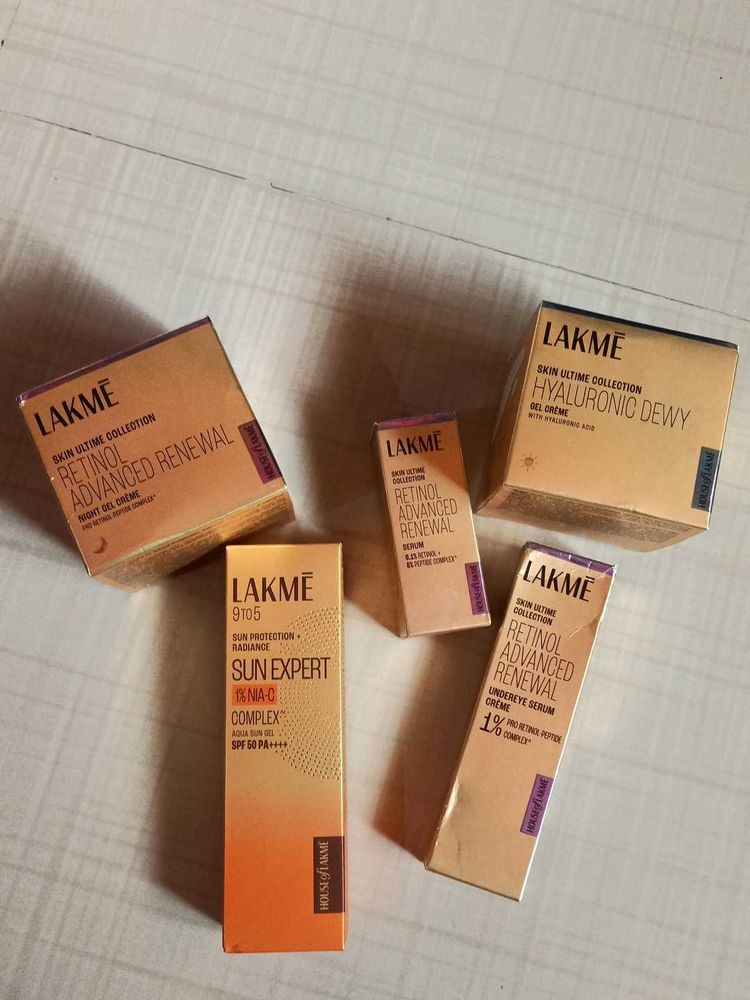 LAKMĒ
SKIN ULTIME COLLECTION
RETINOL
ADVANCED RENEWAL
NIGHT GEL CRÈME
PRO RETINOL-PEPTIDE COMPLEX^
HOUSE of LAKMĒ
LAKMĒ
SKIN ULTIME
COLLECTION
RETINOL
ADVANCED
RENEWAL
SERUM
0.1% RETINOL +
5% PEPTIDE COMPLEX^
HOUSE of LAKMĒ
LAKMĒ
SKIN ULTIME COLLECTION
HYALURONIC DEWY
GEL CRÈME
WITH HYALURONIC ACID
HOUSE of LAKMĒ
LAKMĒ
9 TO 5
SUN PROTECTION +
RADIANCE
SUN EXPERT
1% NIA-C
COMPLEX~
AQUA SUN GEL
SPF 50 PA++++
HOUSE of LAKMĒ
LAKMĒ
SKIN ULTIME
COLLECTION
RETINOL
ADVANCED
RENEWAL
UNDEREYE SERUM
CRÈME
1% PRO RETINOL-PEPTIDE
COMPLEX^
HOUSE of LAKMĒ